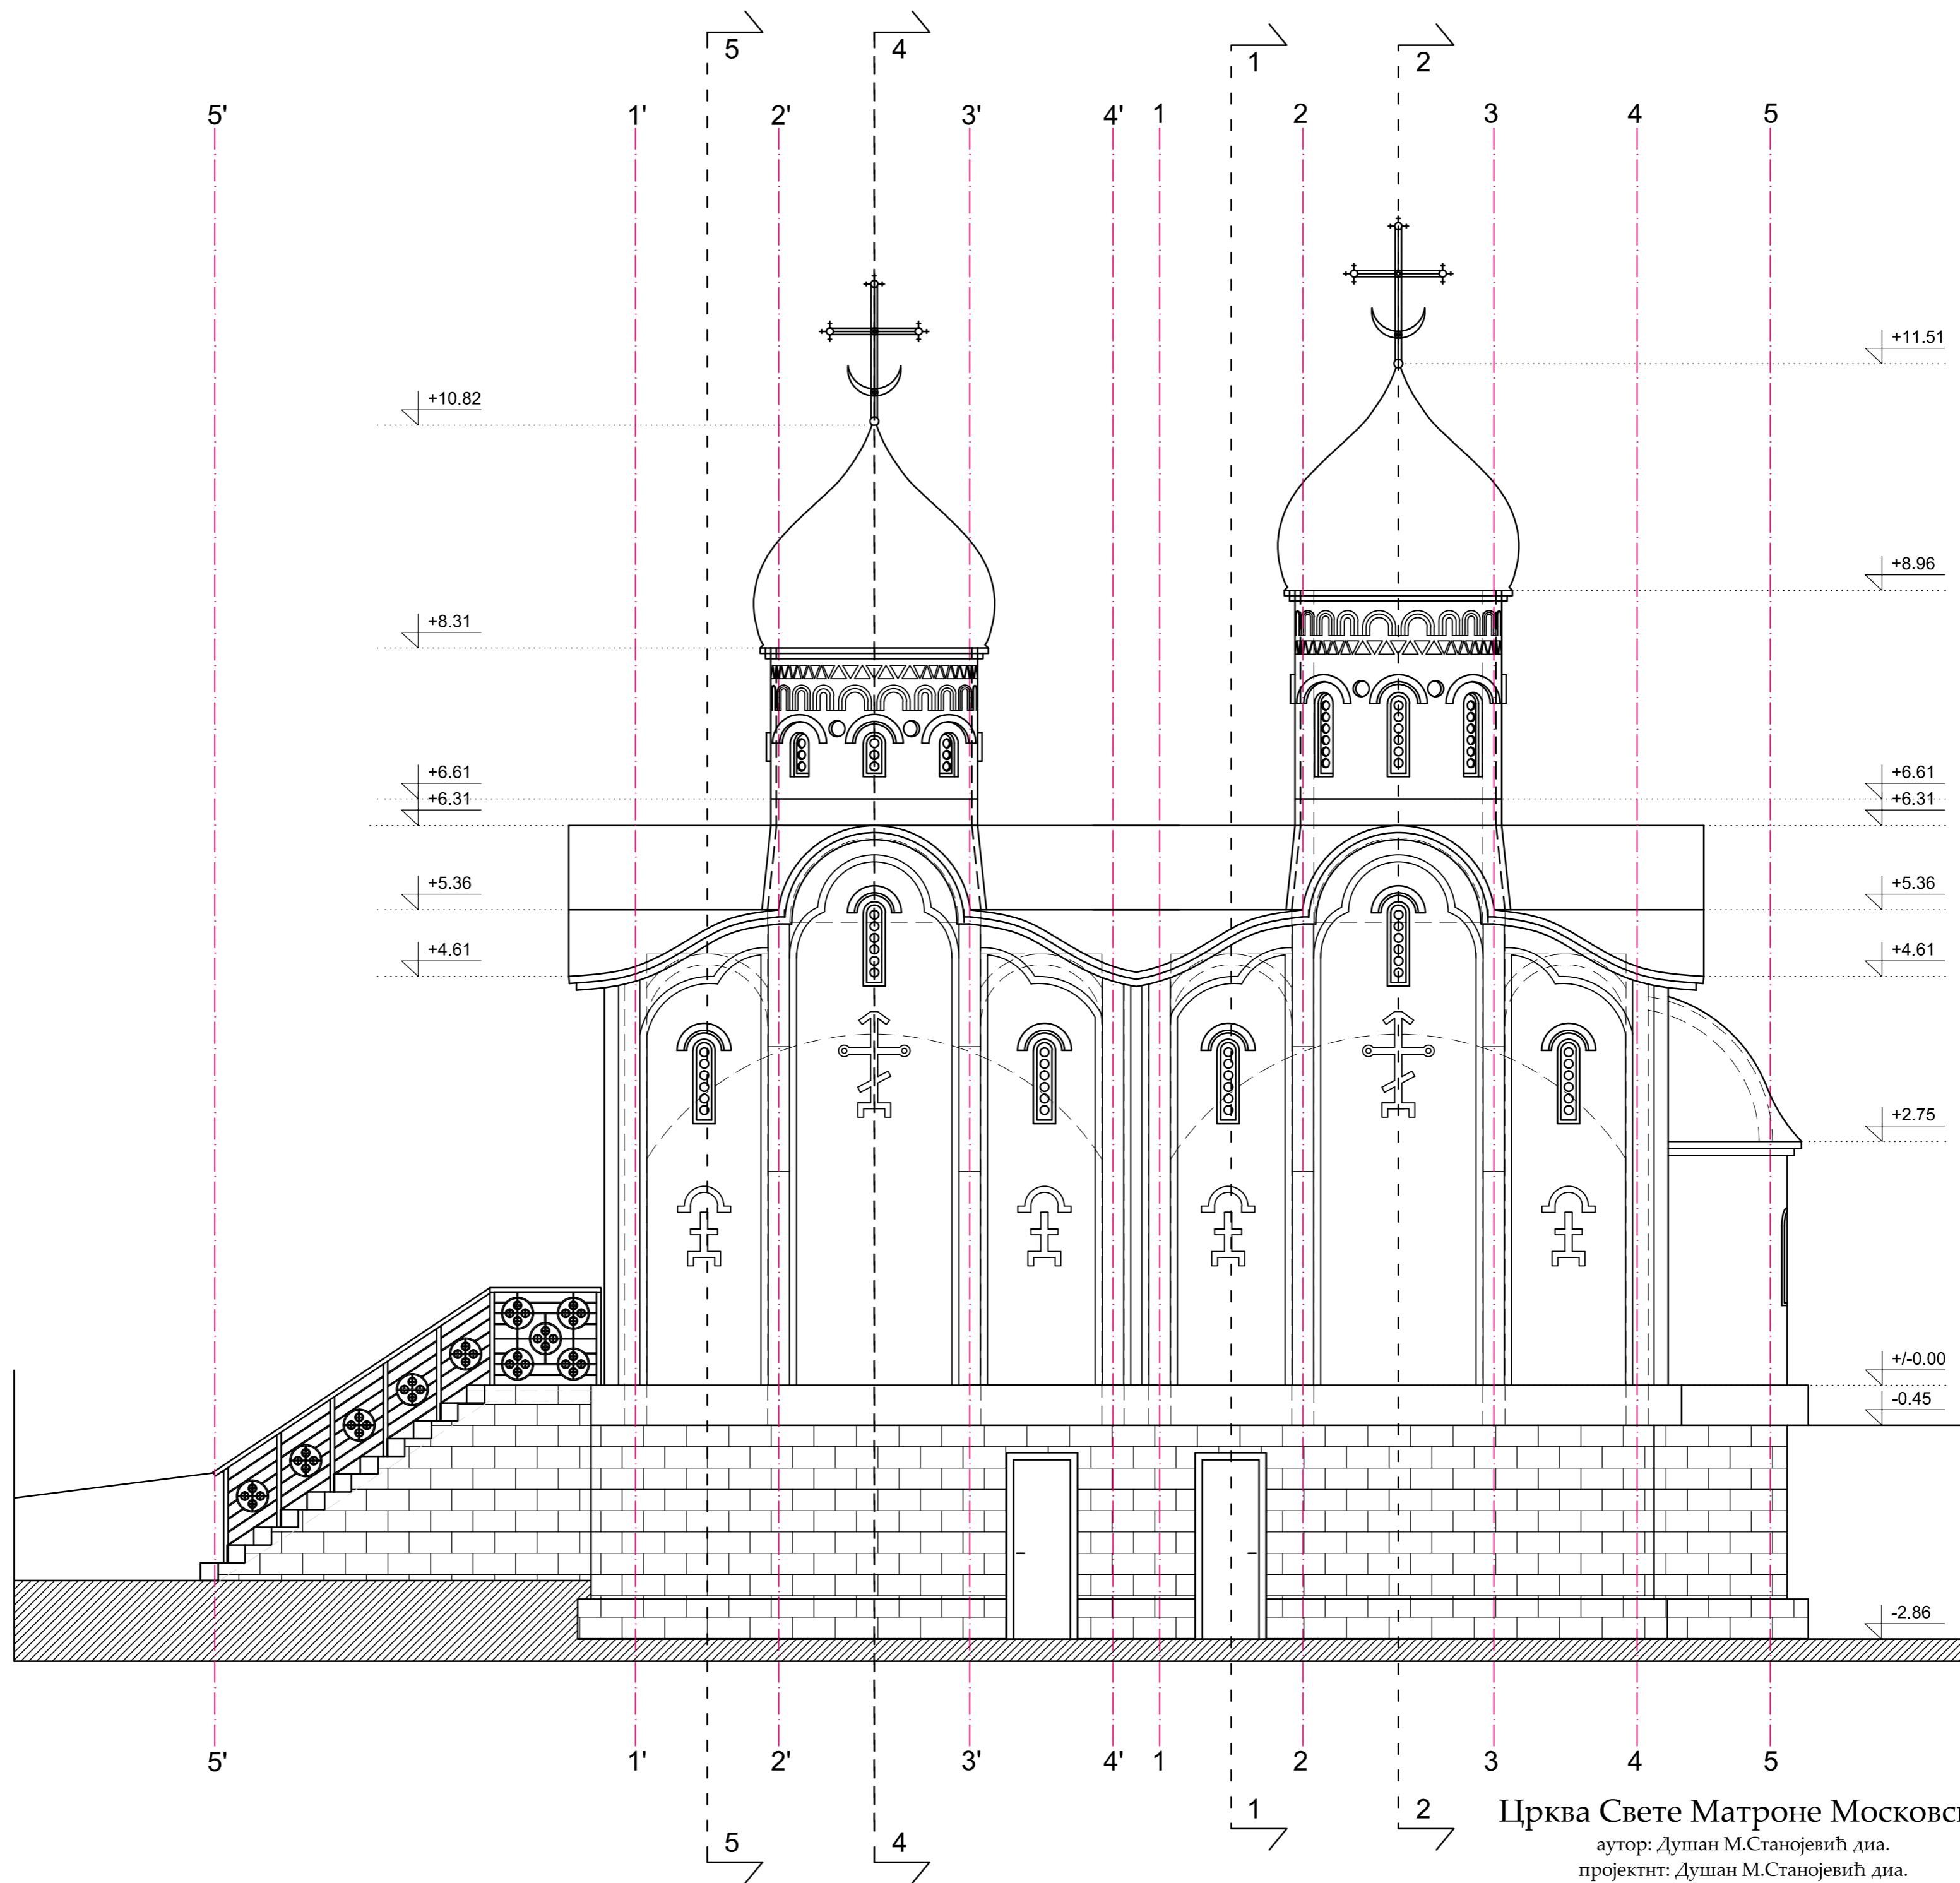 5 4 1 2
5' 1' 2' 3' 4' 1 2 3 4 5
+11.51
+10.82
+8.96
+8.31
+6.61 +6.61
+6.31 +6.31
+5.36 +5.36
+4.61 +4.61
+2.75
+/-0.00
-0.45
-2.86
5' 1' 2' 3' 4' 1 2 3 4 5
1 2
5 4
Црква Свете Матроне
аутор: Душан М.Станојевић диа.
пројектнт: Душан М.Станојевић диа.